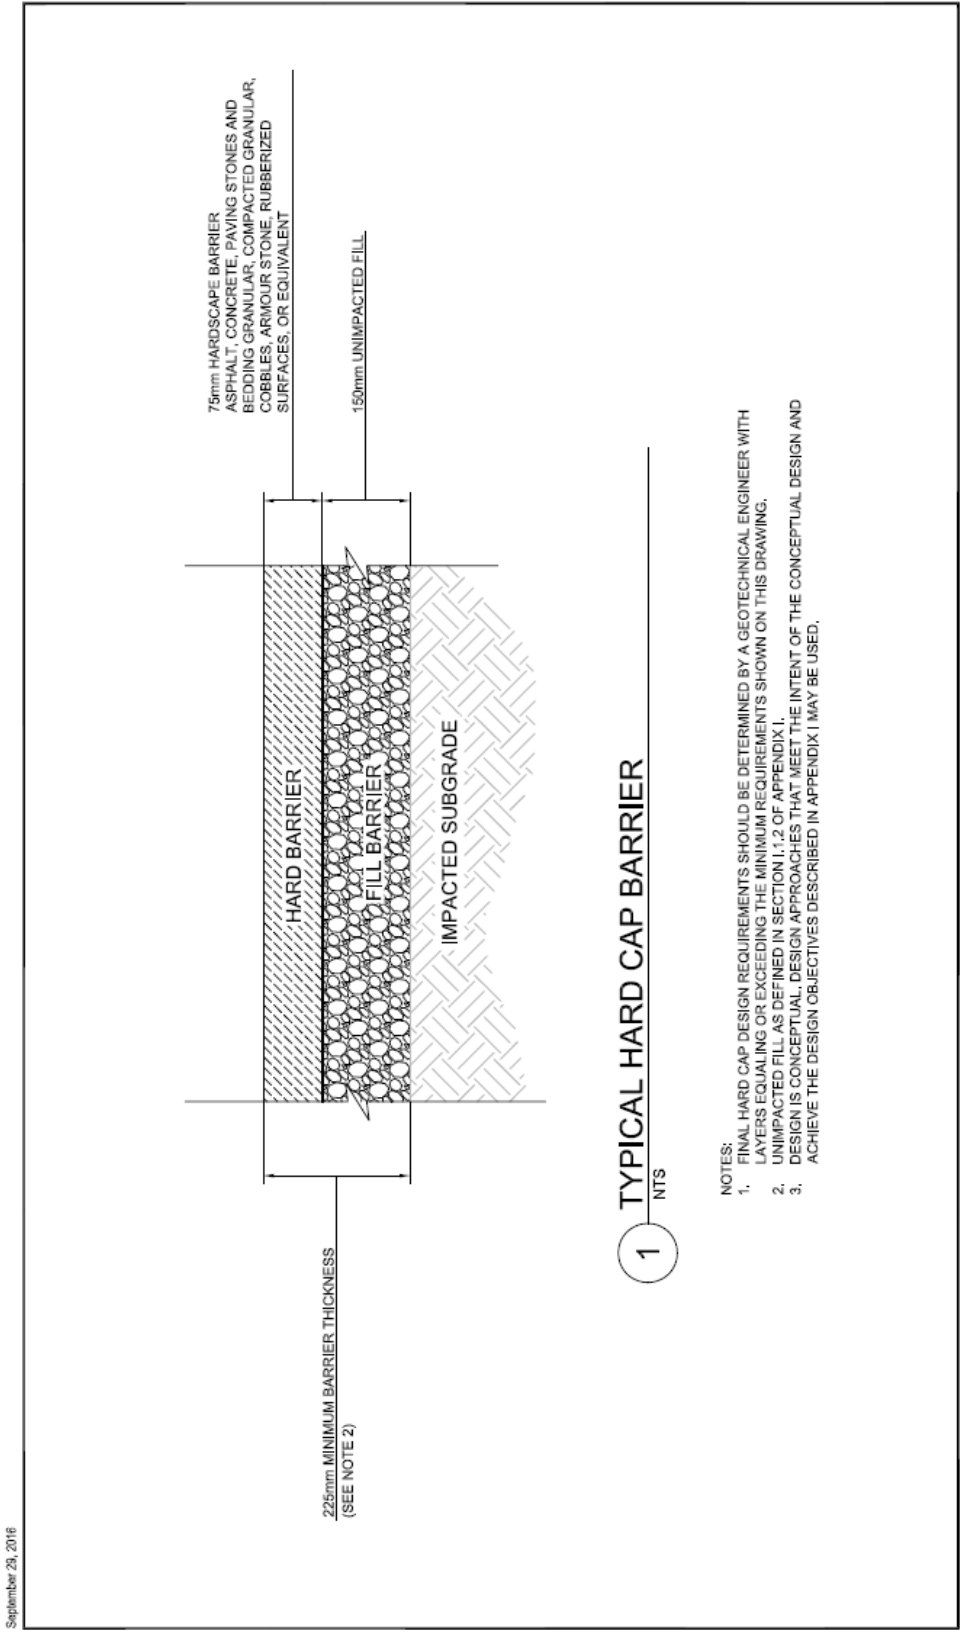 September 29, 2016
75mm HARDSCAPE BARRIER
ASPHALT, CONCRETE, PAVING STONES AND
BEDDING GRANULAR, COMPACTED GRANULAR,
COBBLES, ARMOUR STONE, RUBBERIZED
SURFACES, OR EQUIVALENT
150mm UNIMPACTED FILL
HARD BARRIER
FILL BARRIER
IMPACTED SUBGRADE
225mm MINIMUM BARRIER THICKNESS
(SEE NOTE 2)
1 TYPICAL HARD CAP BARRIER
NTS
NOTES:
1. FINAL HARD CAP DESIGN REQUIREMENTS SHOULD BE DETERMINED BY A GEOTECHNICAL ENGINEER WITH
LAYERS EQUALING OR EXCEEDING THE MINIMUM REQUIREMENTS SHOWN ON THIS DRAWING.
2. UNIMPACTED FILL AS DEFINED IN SECTION I.1.2 OF APPENDIX I.
3. DESIGN IS CONCEPTUAL, DESIGN APPROACHES THAT MEET THE INTENT OF THE CONCEPTUAL DESIGN AND
ACHIEVE THE DESIGN OBJECTIVES DESCRIBED IN APPENDIX I MAY BE USED.